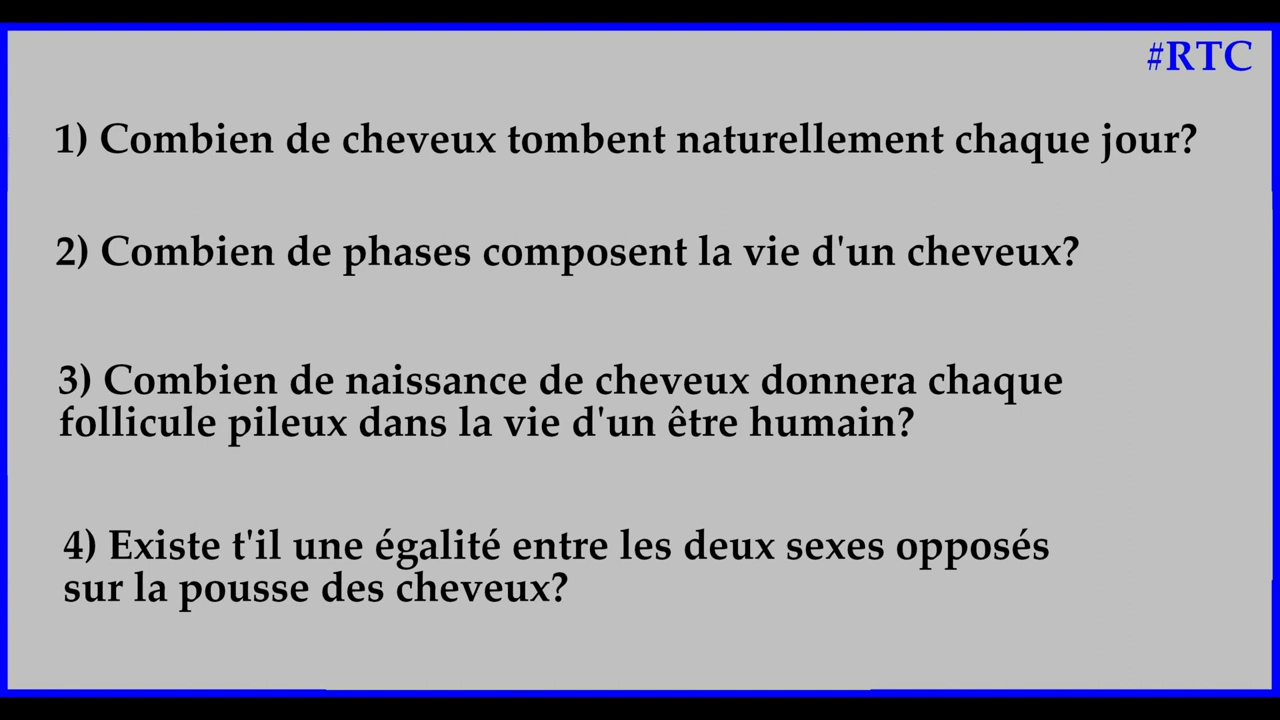 #RTC
1) Combien de cheveux tombent naturellement chaque jour?
2) Combien de phases composent la vie d'un cheveux?
3) Combien de naissance de cheveux donnera chaque
follicule pileux dans la vie d'un être humain?
4) Existe t'il une égalité entre les deux sexes opposés
sur la pousse des cheveux?